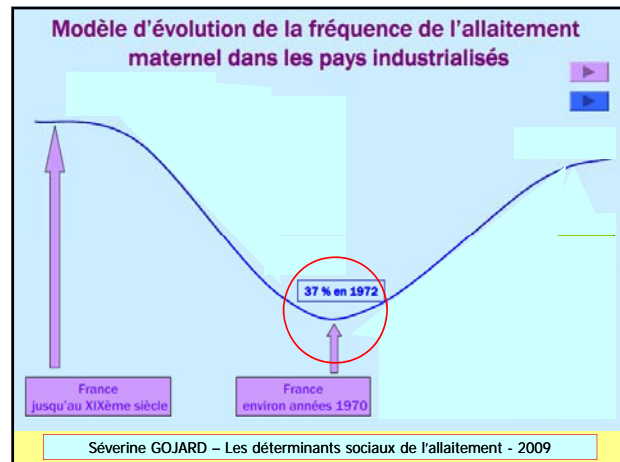 Modèle d'évolution de la fréquence de l'allaitement
maternel dans les pays industrialisés
37 % en 1972
France
jusqu'au XIXème siècle
France
environ années 1970
Séverine GOJARD – Les déterminants sociaux de l'allaitement - 2009